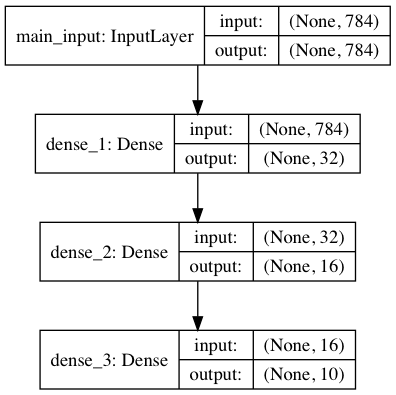 main_input: InputLayer
input: (None, 784)
output: (None, 784)
dense_1: Dense
input: (None, 784)
output: (None, 32)
dense_2: Dense
input: (None, 32)
output: (None, 16)
dense_3: Dense
input: (None, 16)
output: (None, 10)